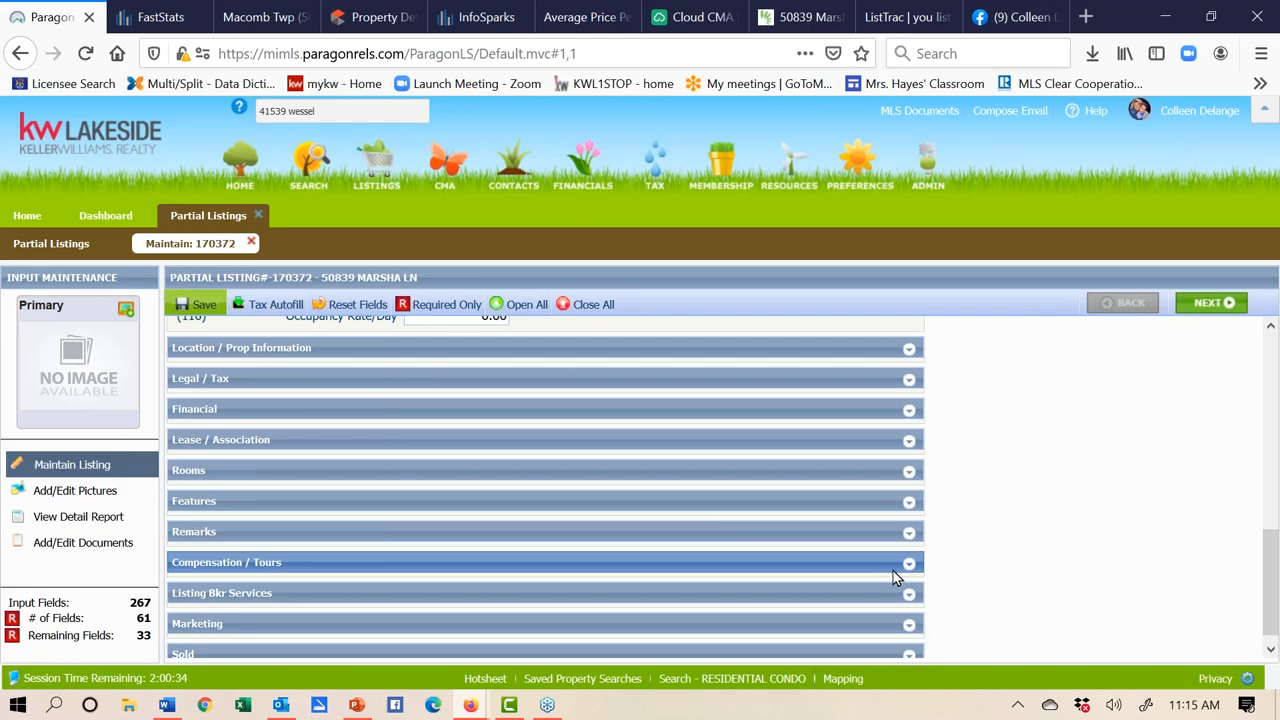 Paragon
FastStats
Macomb Twp (5
Property De
InfoSparks
Average Price Pe
Cloud CMA
50839 Mars
ListTrac | you list
(9) Colleen D
https://mimls.paragonrels.com/ParagonLS/Default.mvc#1,1
Search
Licensee Search
Multi/Split - Data Dicti...
mykw - Home
Launch Meeting - Zoom
KWL1STOP - home
My meetings | GoToM...
Mrs. Hayes' Classroom
MLS Clear Cooperatio...
kw LAKESIDE
KELLERWILLIAMS. REALTY
41539 wessel
MLS Documents
Compose Email
Help
Colleen Delange
HOME
SEARCH
LISTINGS
CMA
CONTACTS
FINANCIALS
TAX
MEMBERSHIP
RESOURCES
PREFERENCES
ADMIN
Home
Dashboard
Partial Listings
Partial Listings
Maintain: 170372
INPUT MAINTENANCE
PARTIAL LISTING#-170372 - 50839 MARSHA LN
Primary
Save
Tax Autofill
Reset Fields
R Required Only
Open All
Close All
BACK
NEXT
(110) Occupancy Rate/Day 0.00
NO IMAGE
AVAILABLE
Location / Prop Information
Legal / Tax
Financial
Lease / Association
Rooms
Features
Remarks
Compensation / Tours
Listing Bkr Services
Marketing
Sold
Maintain Listing
Add/Edit Pictures
View Detail Report
Add/Edit Documents
Input Fields: 267
R # of Fields: 61
R Remaining Fields: 33
Session Time Remaining: 2:00:34
Hotsheet
Saved Property Searches
Search - RESIDENTIAL CONDO
Mapping
Privacy
11:15 AM